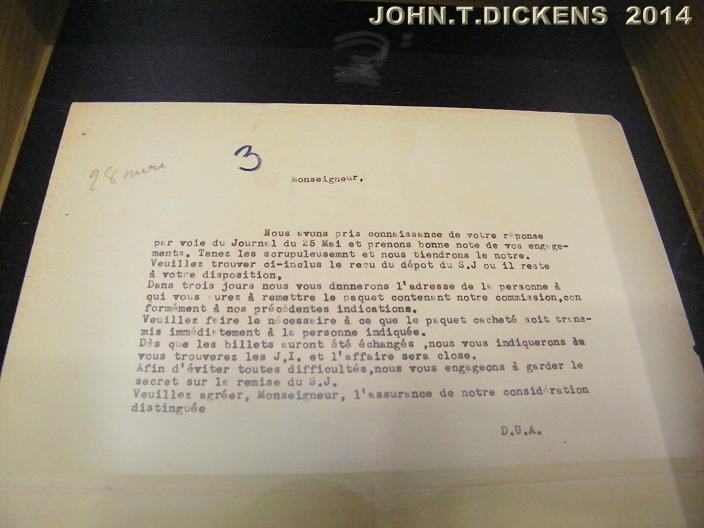 JOHN.T.DICKENS 2014
3
Monseigneur,
Nous avons pris connaissance de votre réponse
par voie du Journal du 25 Mai et prenons bonne note de vos engage-
ments. Tenez les scrupuleusemnt et nous tiendrons le notre.
Veuillez trouver ci-inclus le recu du dépot du S.J ou il reste
à votre disposition.
Dans trois jours nous vous donnerons l'adresse de la personne à
qui vous aurez à remettre le paquet contenant notre commission,con
formément à nos précédentes indications.
Veuillez faire le nécessaire à ce que le paquet cacheté soit trans-
mis immédiatement à la personne indiquée.
Dès que les billets auront été échangés ,nous vous indiquerons
vous trouverez les J,I. et l'affaire sera close.
Afin d'éviter toutes difficultés,nous vous engageons à garder le
secret sur la remise du S.J.
Veuillez agréer, Monseigneur, l'assurance de notre considération
distinguée
D.U.A.